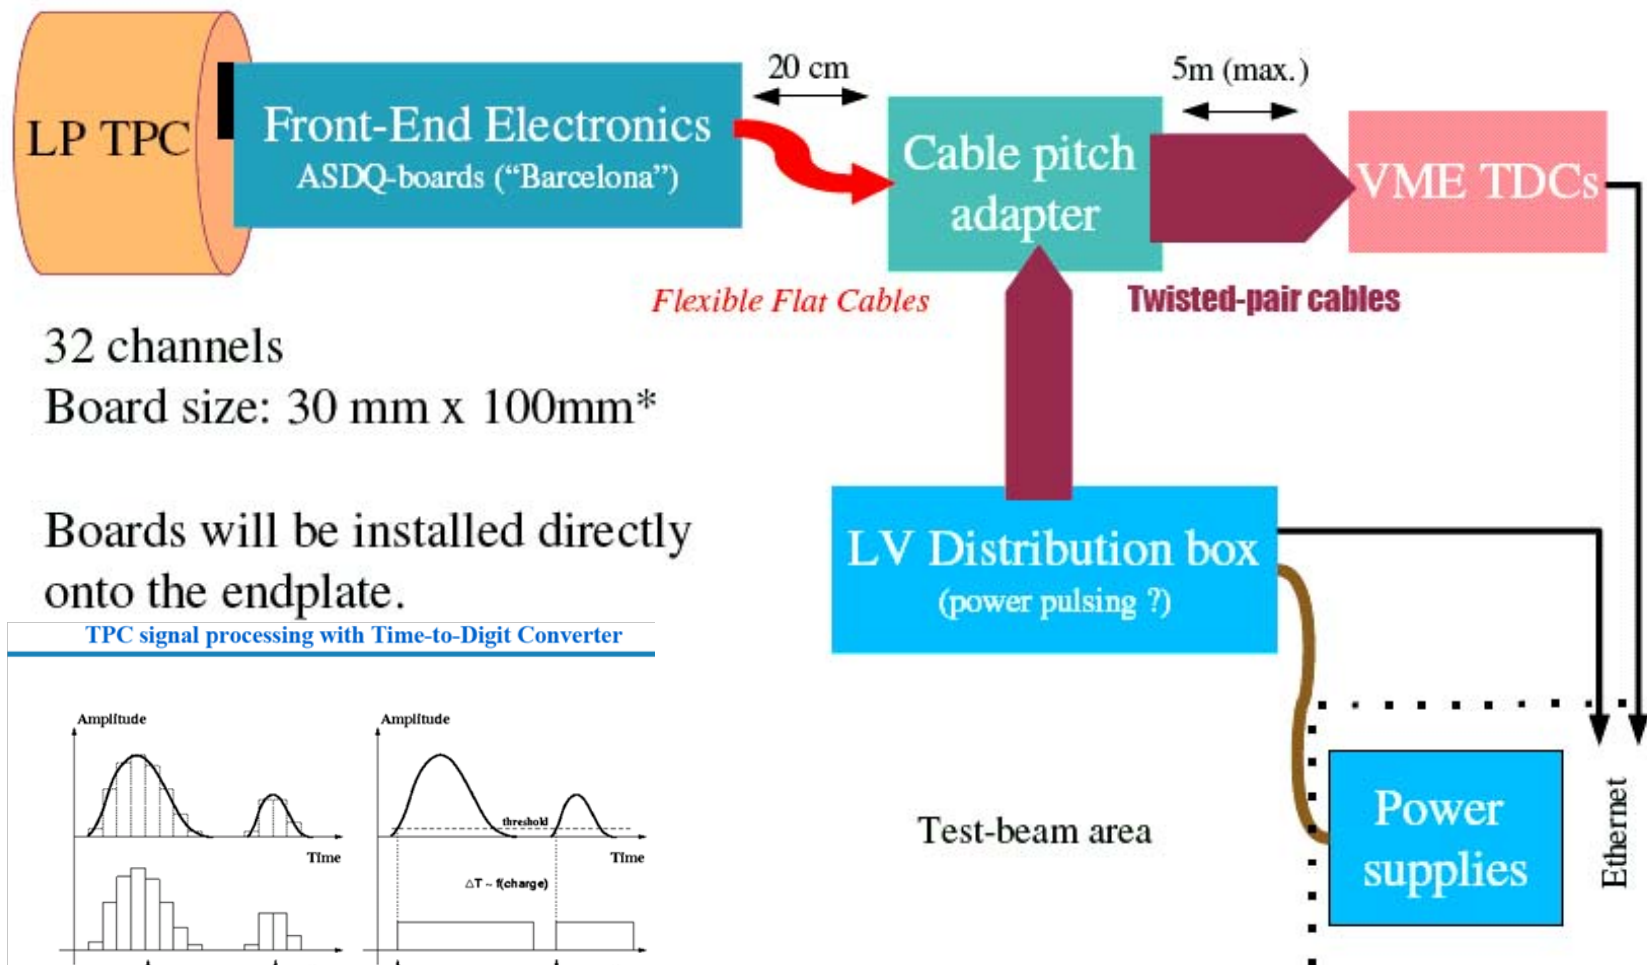 LP TPC
Front-End Electronics
ASDQ-boards (“Barcelona”)
20 cm
Cable pitch
adapter
5m (max.)
VME TDCs
Flexible Flat Cables
Twisted-pair cables
32 channels
Board size: 30 mm x 100mm*
Boards will be installed directly
onto the endplate.
LV Distribution box
(power pulsing ?)
TPC signal processing with Time-to-Digit Converter
Amplitude
Time
Amplitude
threshold
Time
ΔT ~ f(charge)
Test-beam area
Power
supplies
Ethernet